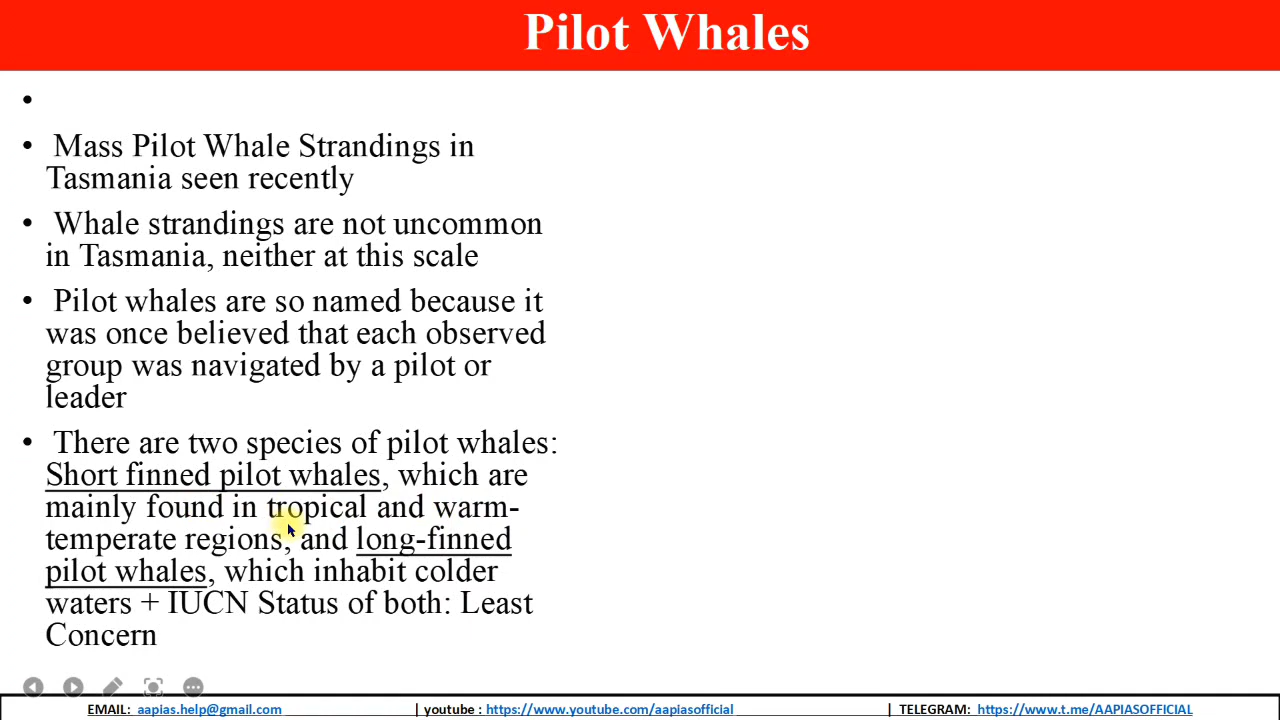 Pilot Whales
•
• Mass Pilot Whale Strandings in
Tasmania seen recently
• Whale strandings are not uncommon
in Tasmania, neither at this scale
• Pilot whales are so named because it
was once believed that each observed
group was navigated by a pilot or
leader
• There are two species of pilot whales:
Short finned pilot whales, which are
mainly found in tropical and warm-
temperate regions, and long-finned
pilot whales, which inhabit colder
waters + IUCN Status of both: Least
Concern
EMAIL: aapias.help@gmail.com | youtube : https://www.youtube.com/aapiasofficial | TELEGRAM: https://www.t.me/AAPIASOFFICIAL